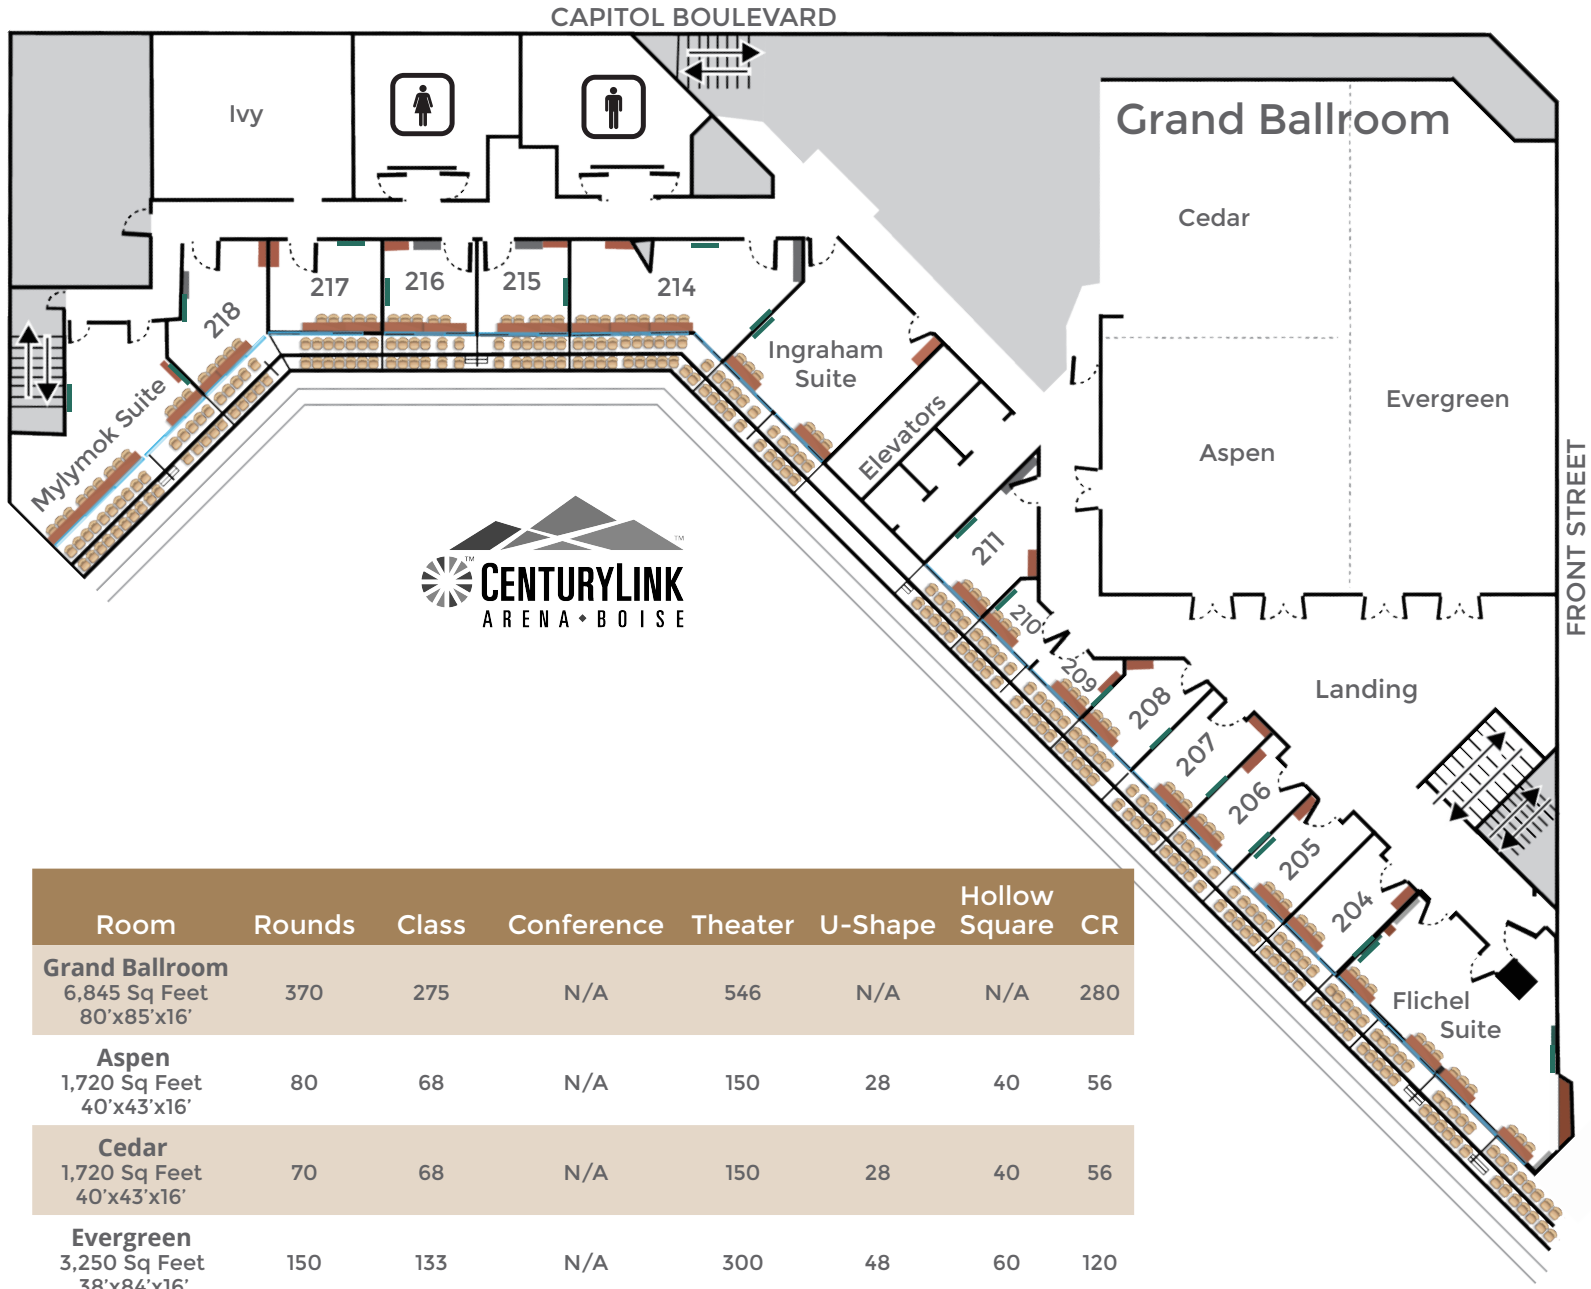 CAPITOL BOULEVARD
Ivy
Grand Ballroom
Cedar
Evergreen
Aspen
FRONT STREET
218
217
216
215
214
Ingraham
Suite
Mylymok Suite
Elevators
211
210
209
208
207
206
205
204
Landing
Flichel
Suite
™
™
CENTURYLINK
ARENA • BOISE
Room Rounds Class Conference Theater U-Shape Hollow Square CR
Grand Ballroom
6,845 Sq Feet 370 275 N/A 546 N/A N/A 280
80’x85’x16’
Aspen
1,720 Sq Feet 80 68 N/A 150 28 40 56
40’x43’x16’
Cedar
1,720 Sq Feet 70 68 N/A 150 28 40 56
40’x43’x16’
Evergreen
3,250 Sq Feet 150 133 N/A 300 48 60 120
38’x84’x16’